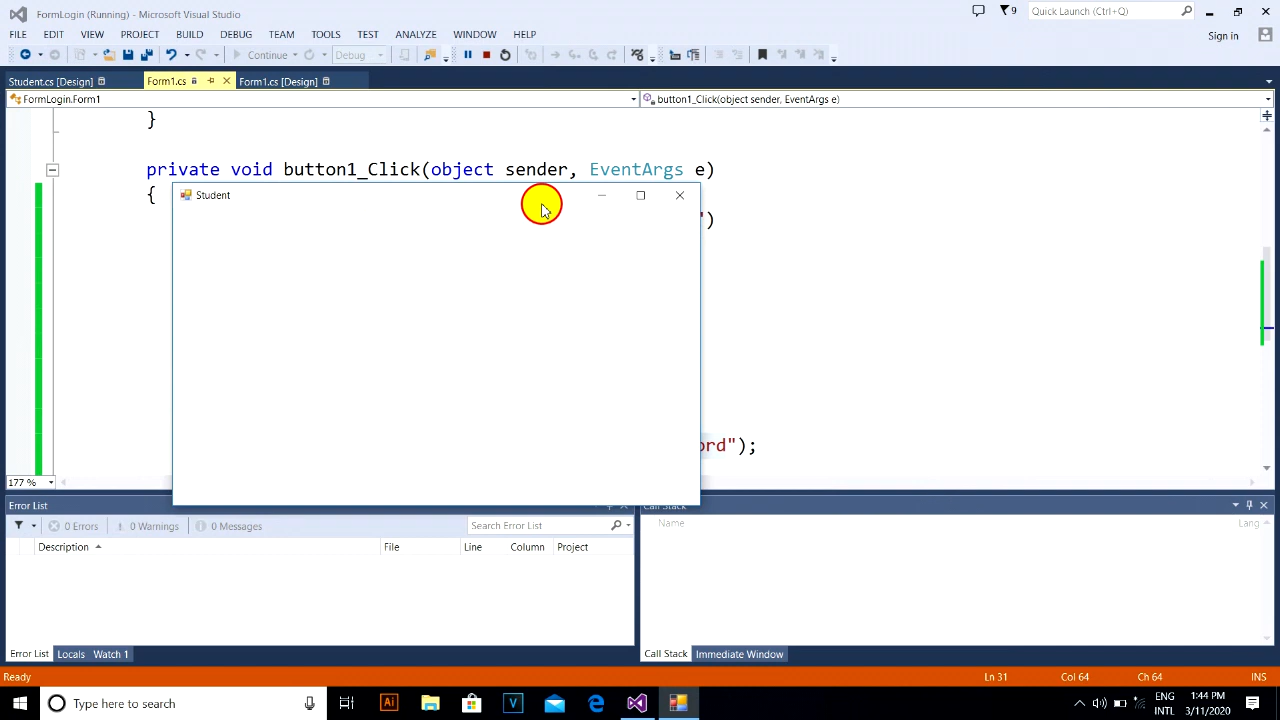 FormLogin (Running) - Microsoft Visual Studio
9
Quick Launch (Ctrl+Q)
FILE EDIT VIEW PROJECT BUILD DEBUG TEAM TOOLS TEST ANALYZE WINDOW HELP
Sign in
Continue
Debug
Student.cs [Design]
Form1.cs
Form1.cs [Design]
FormLogin.Form1
button1_Click(object sender, EventArgs e)
}
private void button1_Click(object sender, EventArgs e)
{
Student
")
ord");
177 %
Error List
Call Stack
0 Errors
0 Warnings
0 Messages
Search Error List
Name
Lang
Description File Line Column Project
Error List Locals Watch 1
Call Stack Immediate Window
Ready
Ln 31 Col 64 Ch 64 INS
Type here to search
Ai
V
ENG
INTL
1:44 PM
3/11/2020